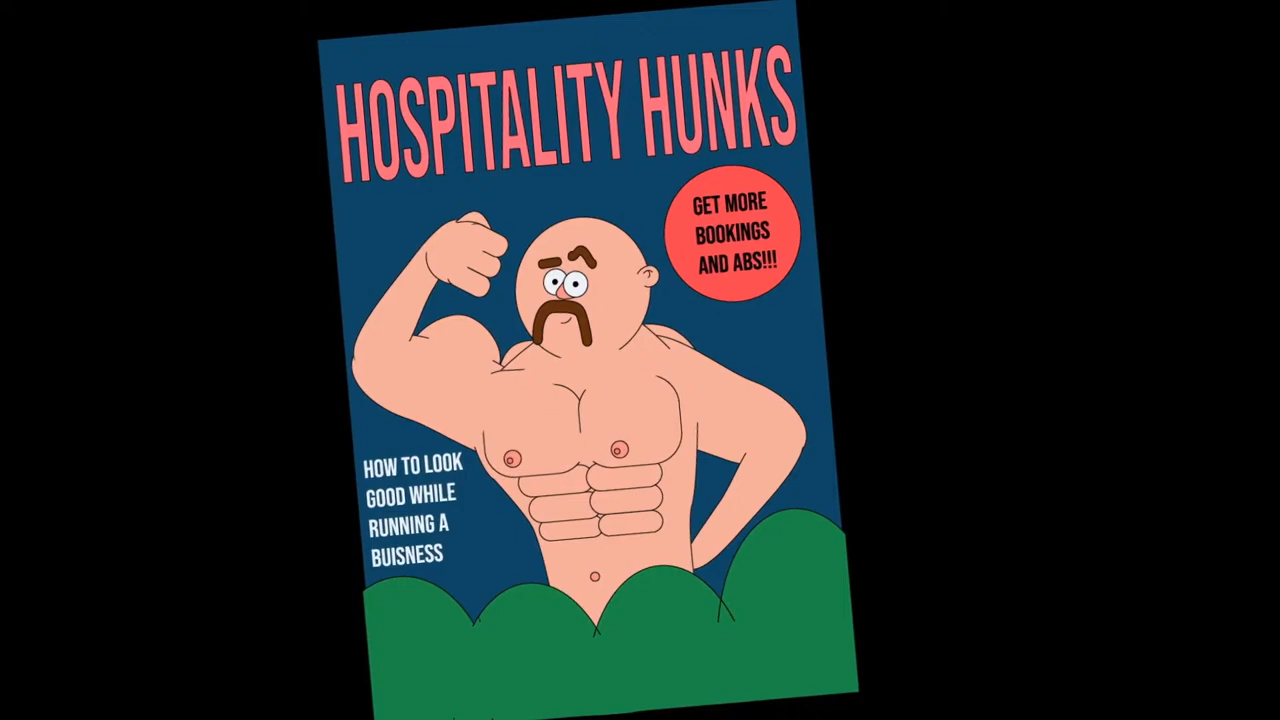 HOSPITALITY HUNKS
GET MORE
BOOKINGS
AND ABS!!!
HOW TO LOOK
GOOD WHILE
RUNNING A
BUISNESS